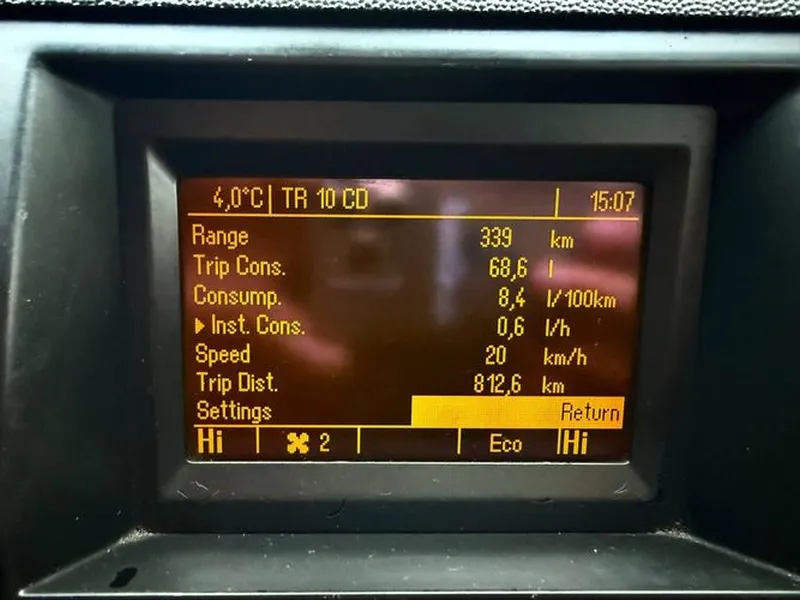 4,0°C TR 10 CD 15:07
Range 339 km
Trip Cons. 68,6 l
Consump. 8,4 l/100km
Inst. Cons. 0,6 l/h
Speed 20 km/h
Trip Dist. 812,6 km
Settings Return
Hi 2 Eco Hi